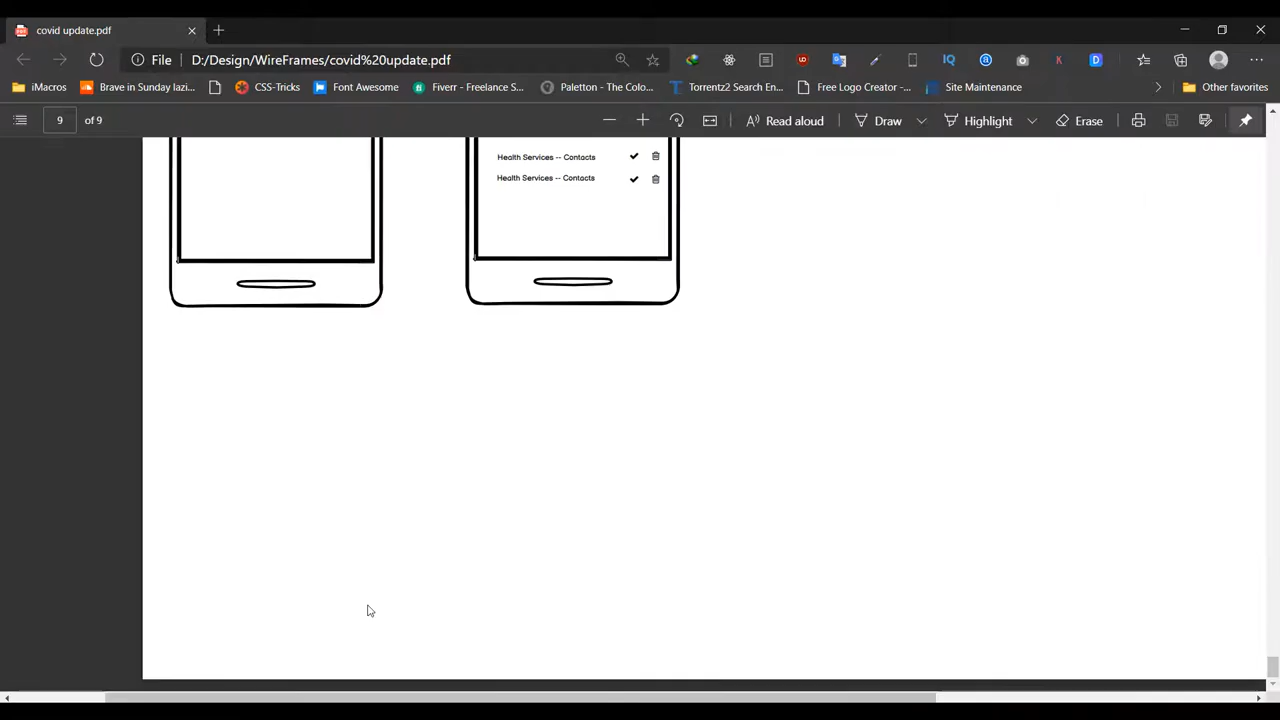 covid update.pdf
File D:/Design/WireFrames/covid%20update.pdf
iMacros Brave in Sunday lazi... CSS-Tricks Font Awesome Fiverr - Freelance S... Paletton - The Colo... Torrentz2 Search En... Free Logo Creator -... Site Maintenance Other favorites
9 of 9 Read aloud Draw Highlight Erase
Health Services -- Contacts
Health Services -- Contacts